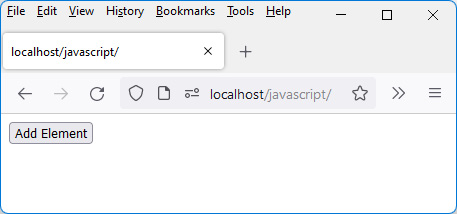 File Edit View History Bookmarks Tools Help
localhost/javascript/
localhost/javascript/
Add Element